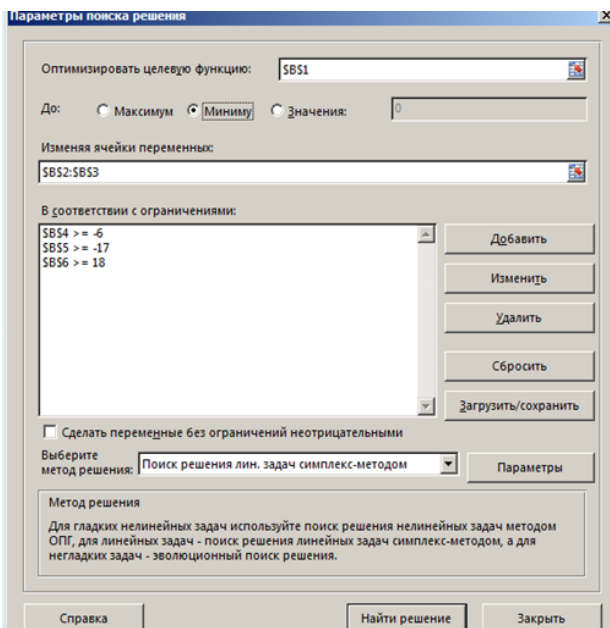 Параметры поиска решения
Оптимизировать целевую функцию: $B$1
До: Максимум Миниму Значения: 0
Изменяя ячейки переменных:
$B$2:$B$3
В соответствии с ограничениями:
$B$4 >= -6
$B$5 >= -17
$B$6 >= 18
Добавить
Изменить
Удалить
Сбросить
Загрузить/сохранить
Сделать переменные без ограничений неотрицательными
Выберите
метод решения: Поиск решения лин. задач симплекс-методом Параметры
Метод решения
Для гладких нелинейных задач используйте поиск решения нелинейных задач методом
ОПГ, для линейных задач - поиск решения линейных задач симплекс-методом, а для
негладких задач - эволюционный поиск решения.
Справка Найти решение Закрыть